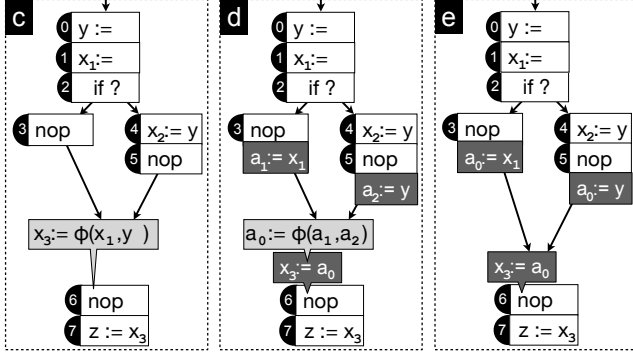 c
0 y :=
1 x₁:=
2 if ?
3 nop
4 x₂:= y
5 nop
x₃:= ϕ(x₁,y )
6 nop
7 z := x₃
d
0 y :=
1 x₁:=
2 if ?
3 nop
a₁:= x₁
4 x₂:= y
5 nop
a₂:= y
a₀:= ϕ(a₁,a₂)
x₃:= a₀
6 nop
7 z := x₃
e
0 y :=
1 x₁:=
2 if ?
3 nop
a₀:= x₁
4 x₂:= y
5 nop
a₀:= y
x₃:= a₀
6 nop
7 z := x₃